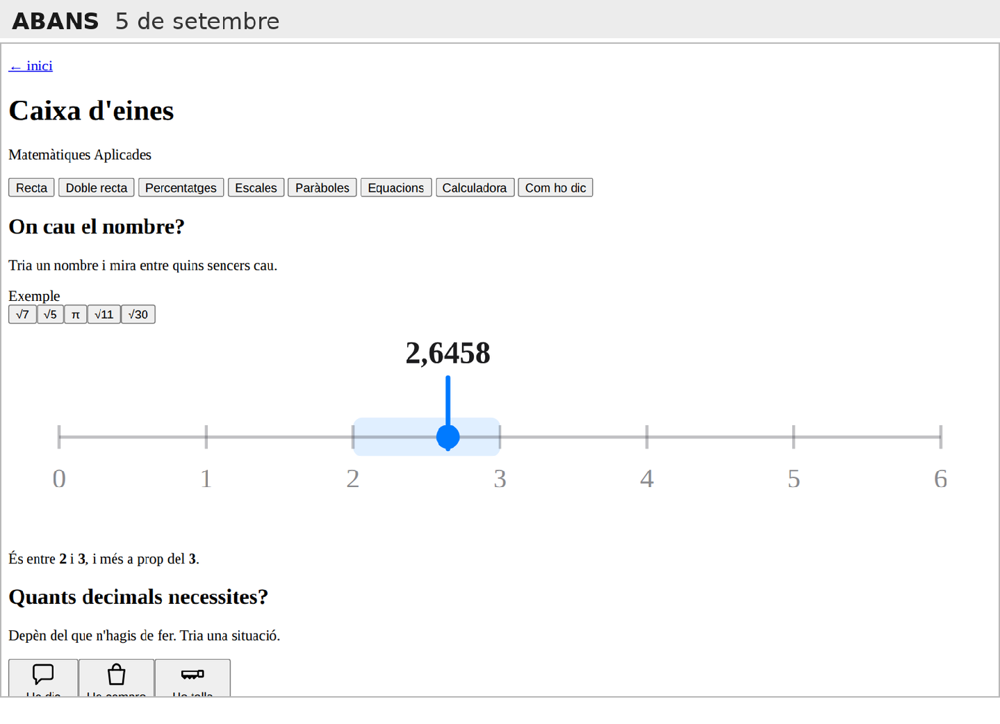 ABANS 5 de setembre
← inici
Caixa d'eines
Matemàtiques Aplicades
Recta Doble recta Percentatges Escales Paràboles Equacions Calculadora Com ho dic
On cau el nombre?
Tria un nombre i mira entre quins sencers cau.
Exemple
√7 √5 π √11 √30
2,6458
0 1 2 3 4 5 6
És entre 2 i 3, i més a prop del 3.
Quants decimals necessites?
Depèn del que n'hagis de fer. Tria una situació.